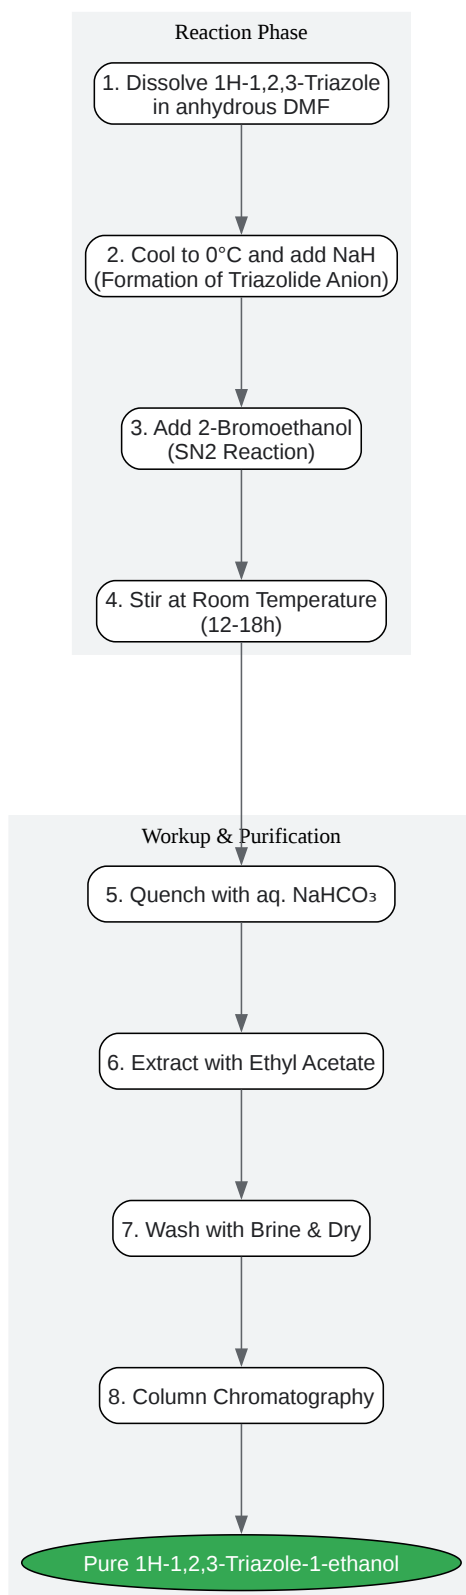 Reaction Phase
1. Dissolve 1H-1,2,3-Triazole
in anhydrous DMF
2. Cool to 0°C and add NaH
(Formation of Triazolide Anion)
3. Add 2-Bromoethanol
(SN2 Reaction)
4. Stir at Room Temperature
(12-18h)
Workup & Purification
5. Quench with aq. NaHCO₃
6. Extract with Ethyl Acetate
7. Wash with Brine & Dry
8. Column Chromatography
Pure 1H-1,2,3-Triazole-1-ethanol